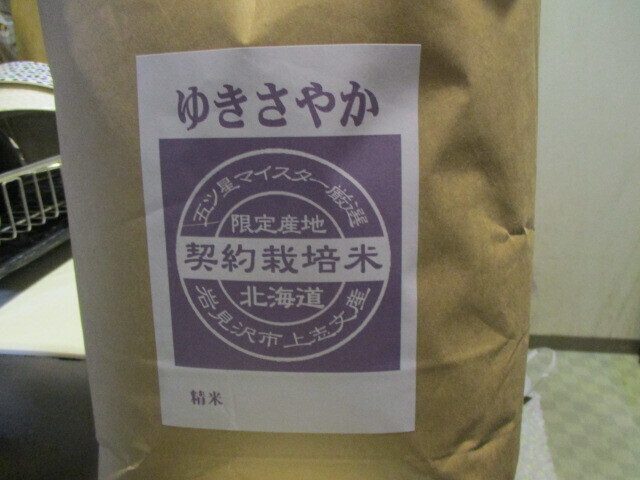 ゆきさやか
五ツ星マイスター厳選
限定産地
契約栽培米
北海道
岩見沢市上志文産
精米